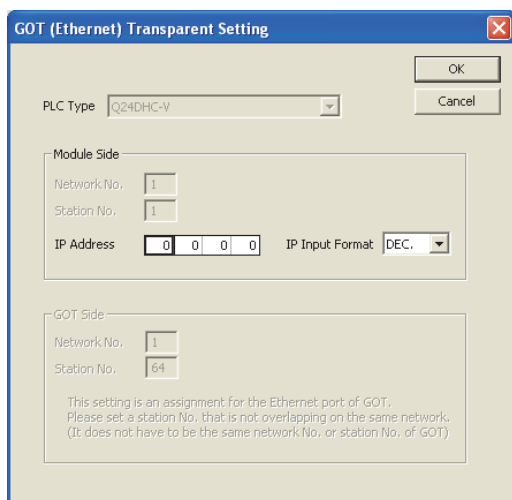 GOT (Ethernet) Transparent Setting
OK
PLC Type Q24DHC-V
Cancel
Module Side
Network No. 1
Station No. 1
IP Address 0 0 0 0 IP Input Format DEC.
GOT Side
Network No. 1
Station No. 64
This setting is an assignment for the Ethernet port of GOT.
Please set a station No. that is not overlapping on the same network.
(It does not have to be the same network No. or station No. of GOT)